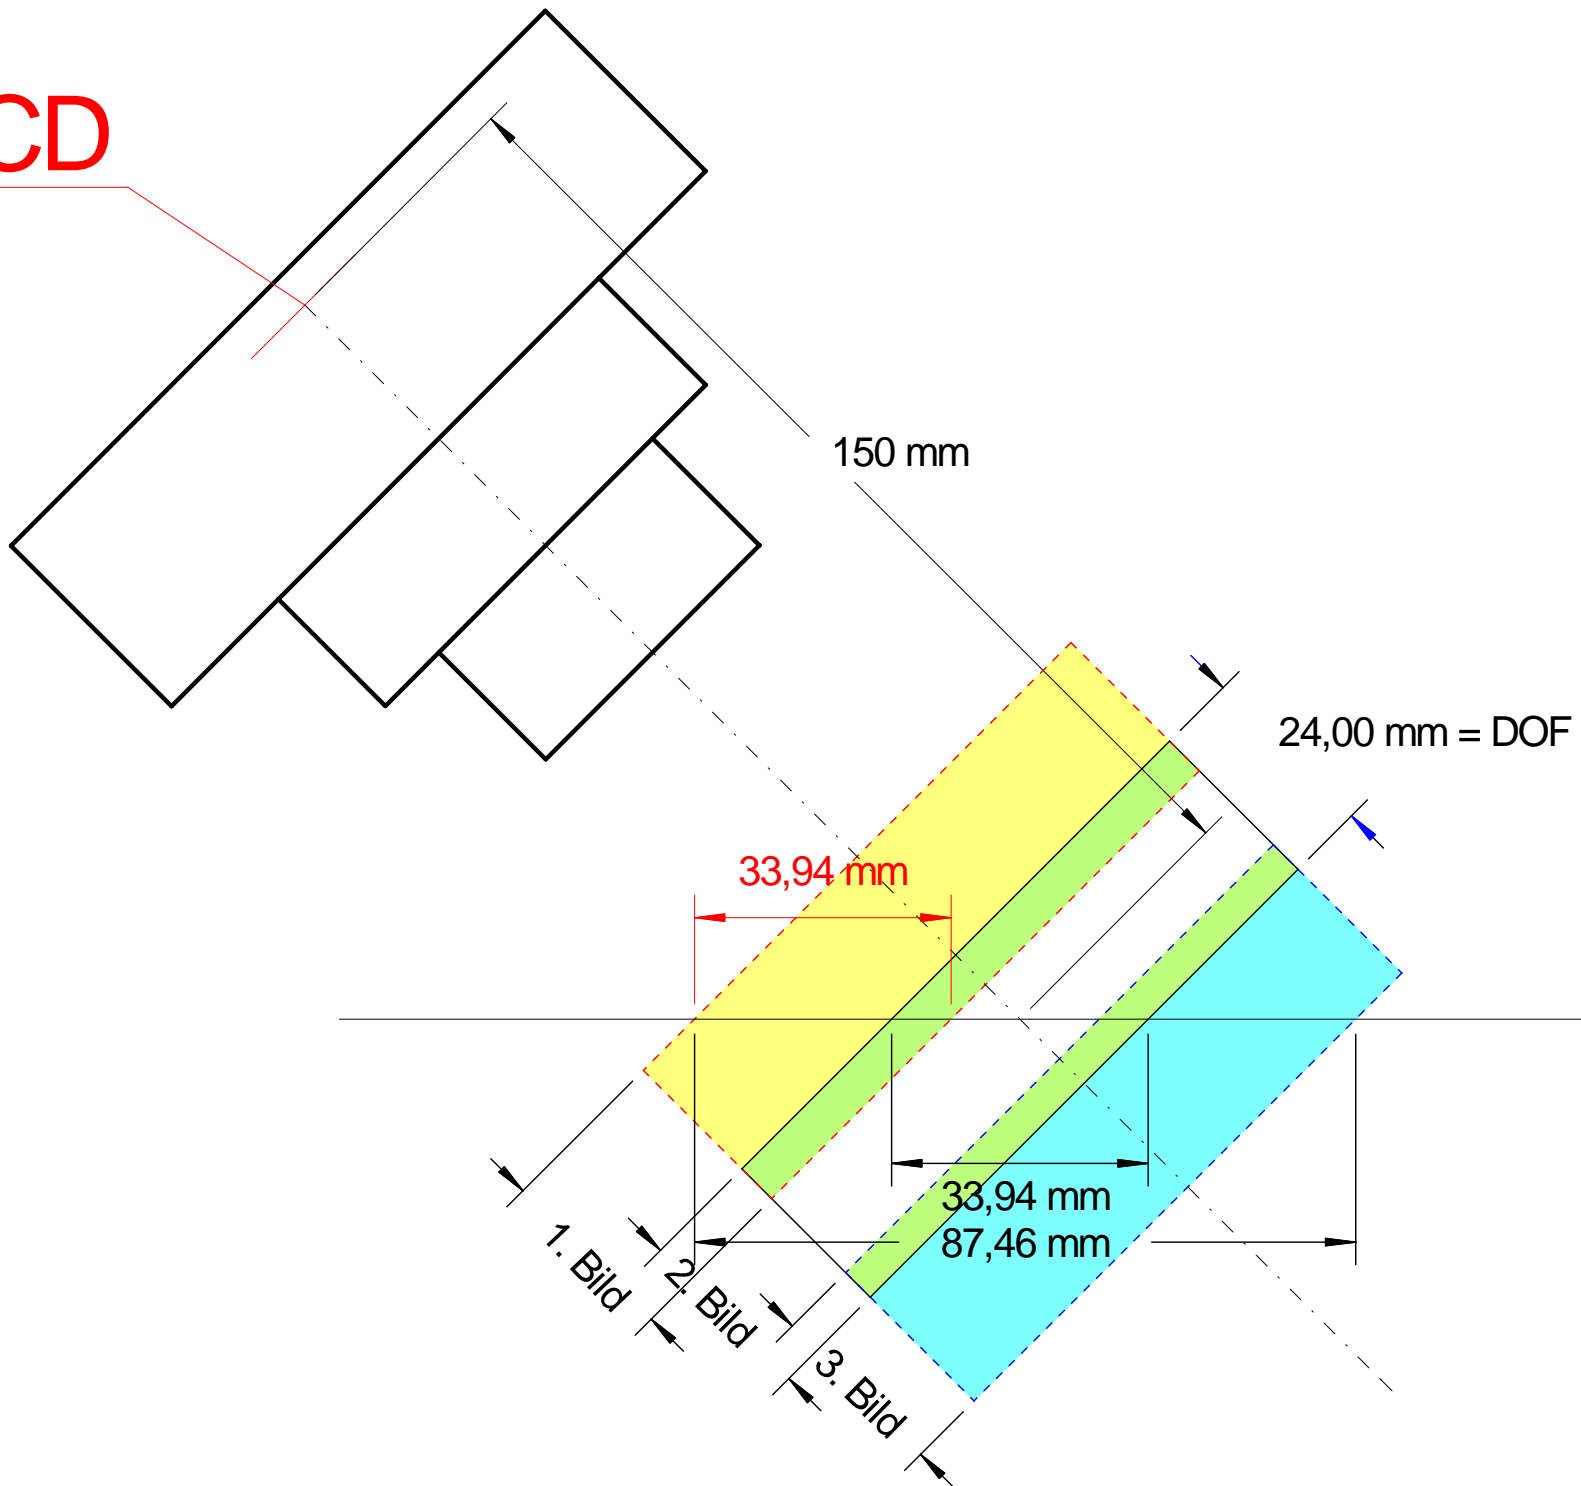 CD
150 mm
24,00 mm = DOF
33,94 mm
33,94 mm
87,46 mm
1. Bild
2. Bild
3. Bild